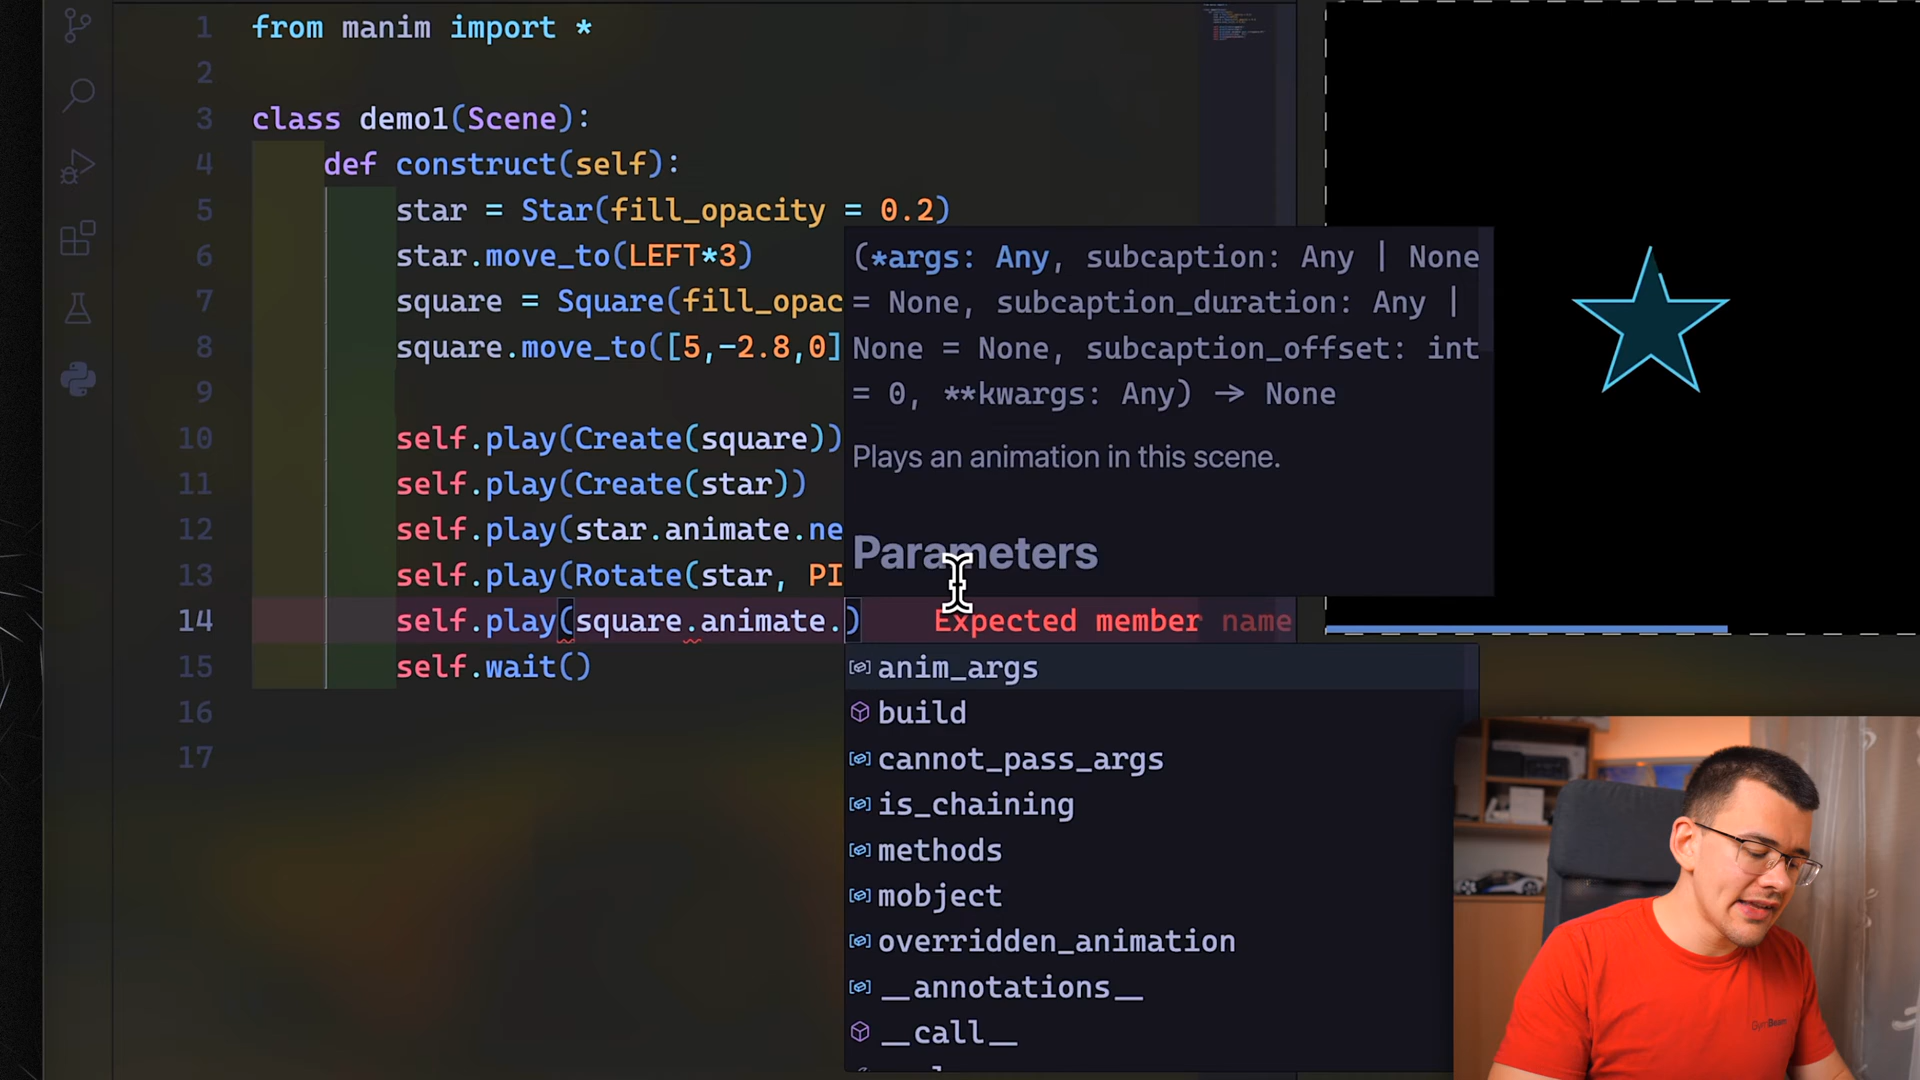 1 from manim import *
2
3 class demo1(Scene):
4 def construct(self):
5 star = Star(fill_opacity = 0.2)
6 star.move_to(LEFT*3)
7 square = Square(fill_opac
8 square.move_to([5,-2.8,0]
9
10 self.play(Create(square))
11 self.play(Create(star))
12 self.play(star.animate.ne
13 self.play(Rotate(star, PI
14 self.play(square.animate.) Expected member name
15 self.wait()
16
17
(*args: Any, subcaption: Any | None
= None, subcaption_duration: Any |
None = None, subcaption_offset: int
= 0, **kwargs: Any) → None
Plays an animation in this scene.
Parameters
anim_args
build
cannot_pass_args
is_chaining
methods
mobject
overridden_animation
__annotations__
__call__
GymBeam